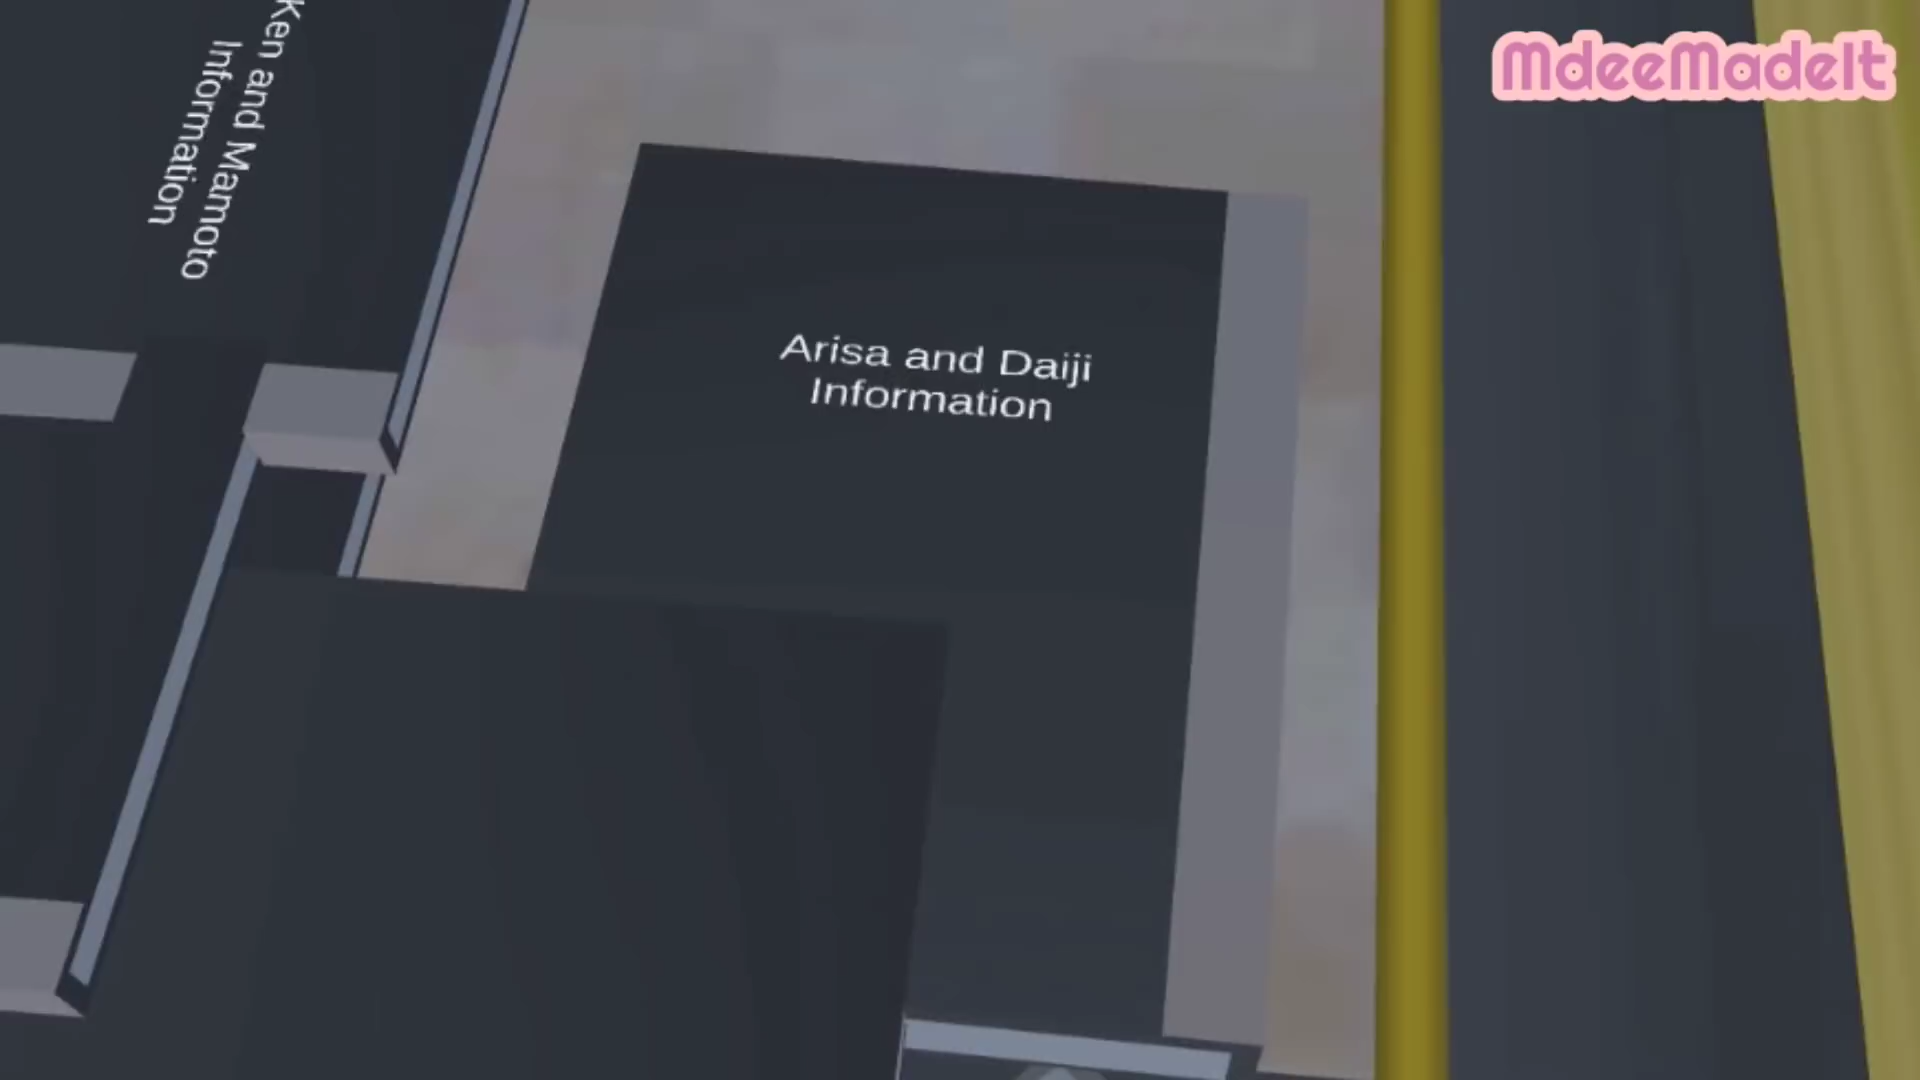 MdeeMadeIt
Ken and Mamoto
Information
Arisa and Daiji
Information